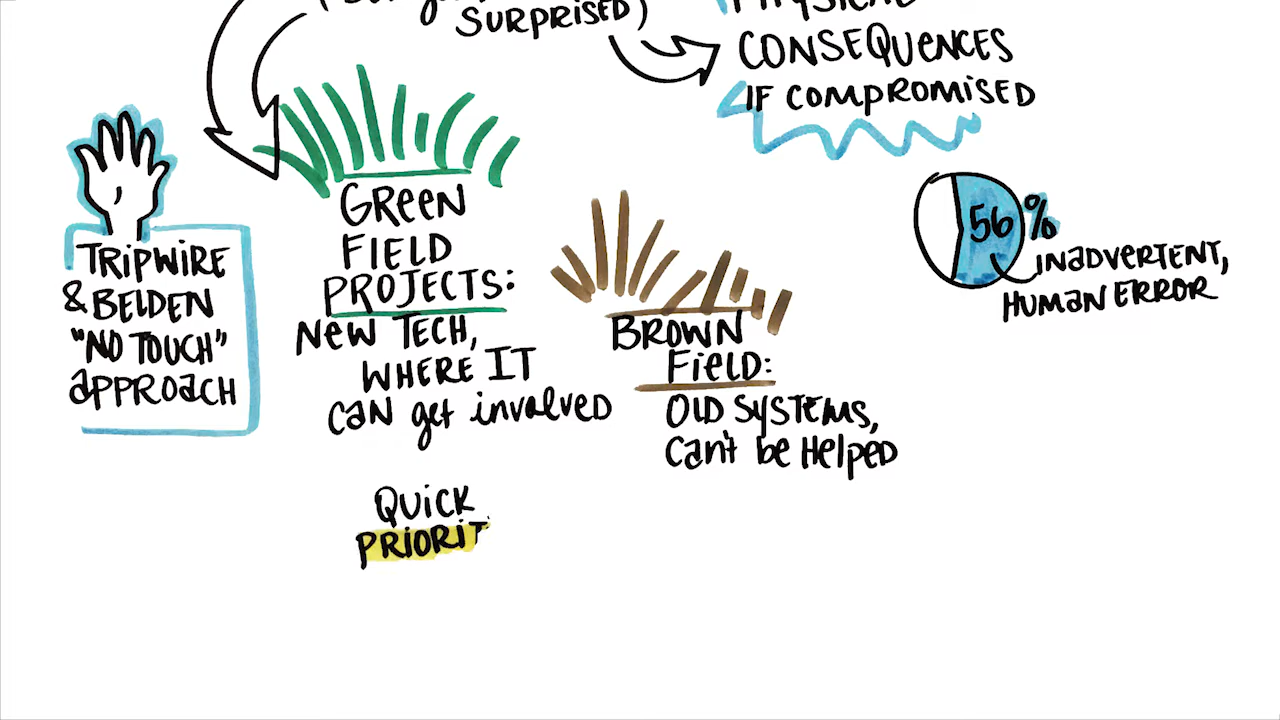 SURPRISED)
CONSEQUENCES
IF COMPROMISED
TRIPWIRE
& BELDEN
"NO TOUCH"
APPROACH
GREEN
FIELD
PROJECTS:
NEW TECH,
WHERE IT
CAN get involved
BROWN
FIELD:
OLD SYSTEMS,
CAN'T be HELPED
56%
INADVERTENT,
HUMAN ERROR
QUICK
PRIORIT